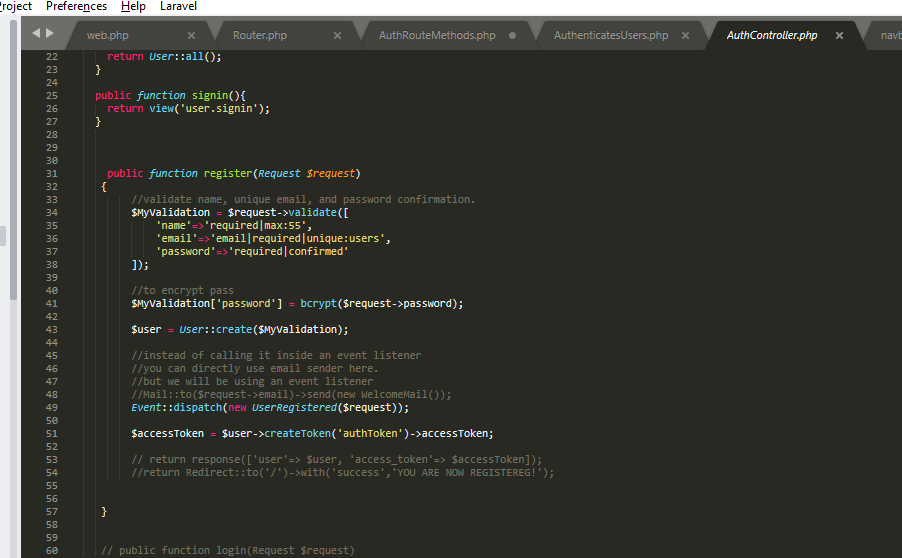 Project Preferences Help Laravel
web.php Router.php AuthRouteMethods.php AuthenticatesUsers.php AuthController.php navb
22 return User::all();
23 }
24
25 public function signin(){
26 return view('user.signin');
27 }
28
29
30
31 public function register(Request $request)
32 {
33 //validate name, unique email, and password confirmation.
34 $MyValidation = $request->validate([
35 'name'=>'required|max:55',
36 'email'=>'email|required|unique:users',
37 'password'=>'required|confirmed'
38 ]);
39
40 //to encrypt pass
41 $MyValidation['password'] = bcrypt($request->password);
42
43 $user = User::create($MyValidation);
44
45 //instead of calling it inside an event listener
46 //you can directly use email sender here.
47 //but we will be using an event listener
48 //Mail::to($request->email)->send(new WelcomeMail());
49 Event::dispatch(new UserRegistered($request));
50
51 $accessToken = $user->createToken('authToken')->accessToken;
52
53 // return response(['user'=> $user, 'access_token'=> $accessToken]);
54 //return Redirect::to('/')->with('success','YOU ARE NOW REGISTEREG!');
55
56
57 }
58
59
60 // public function login(Request $request)